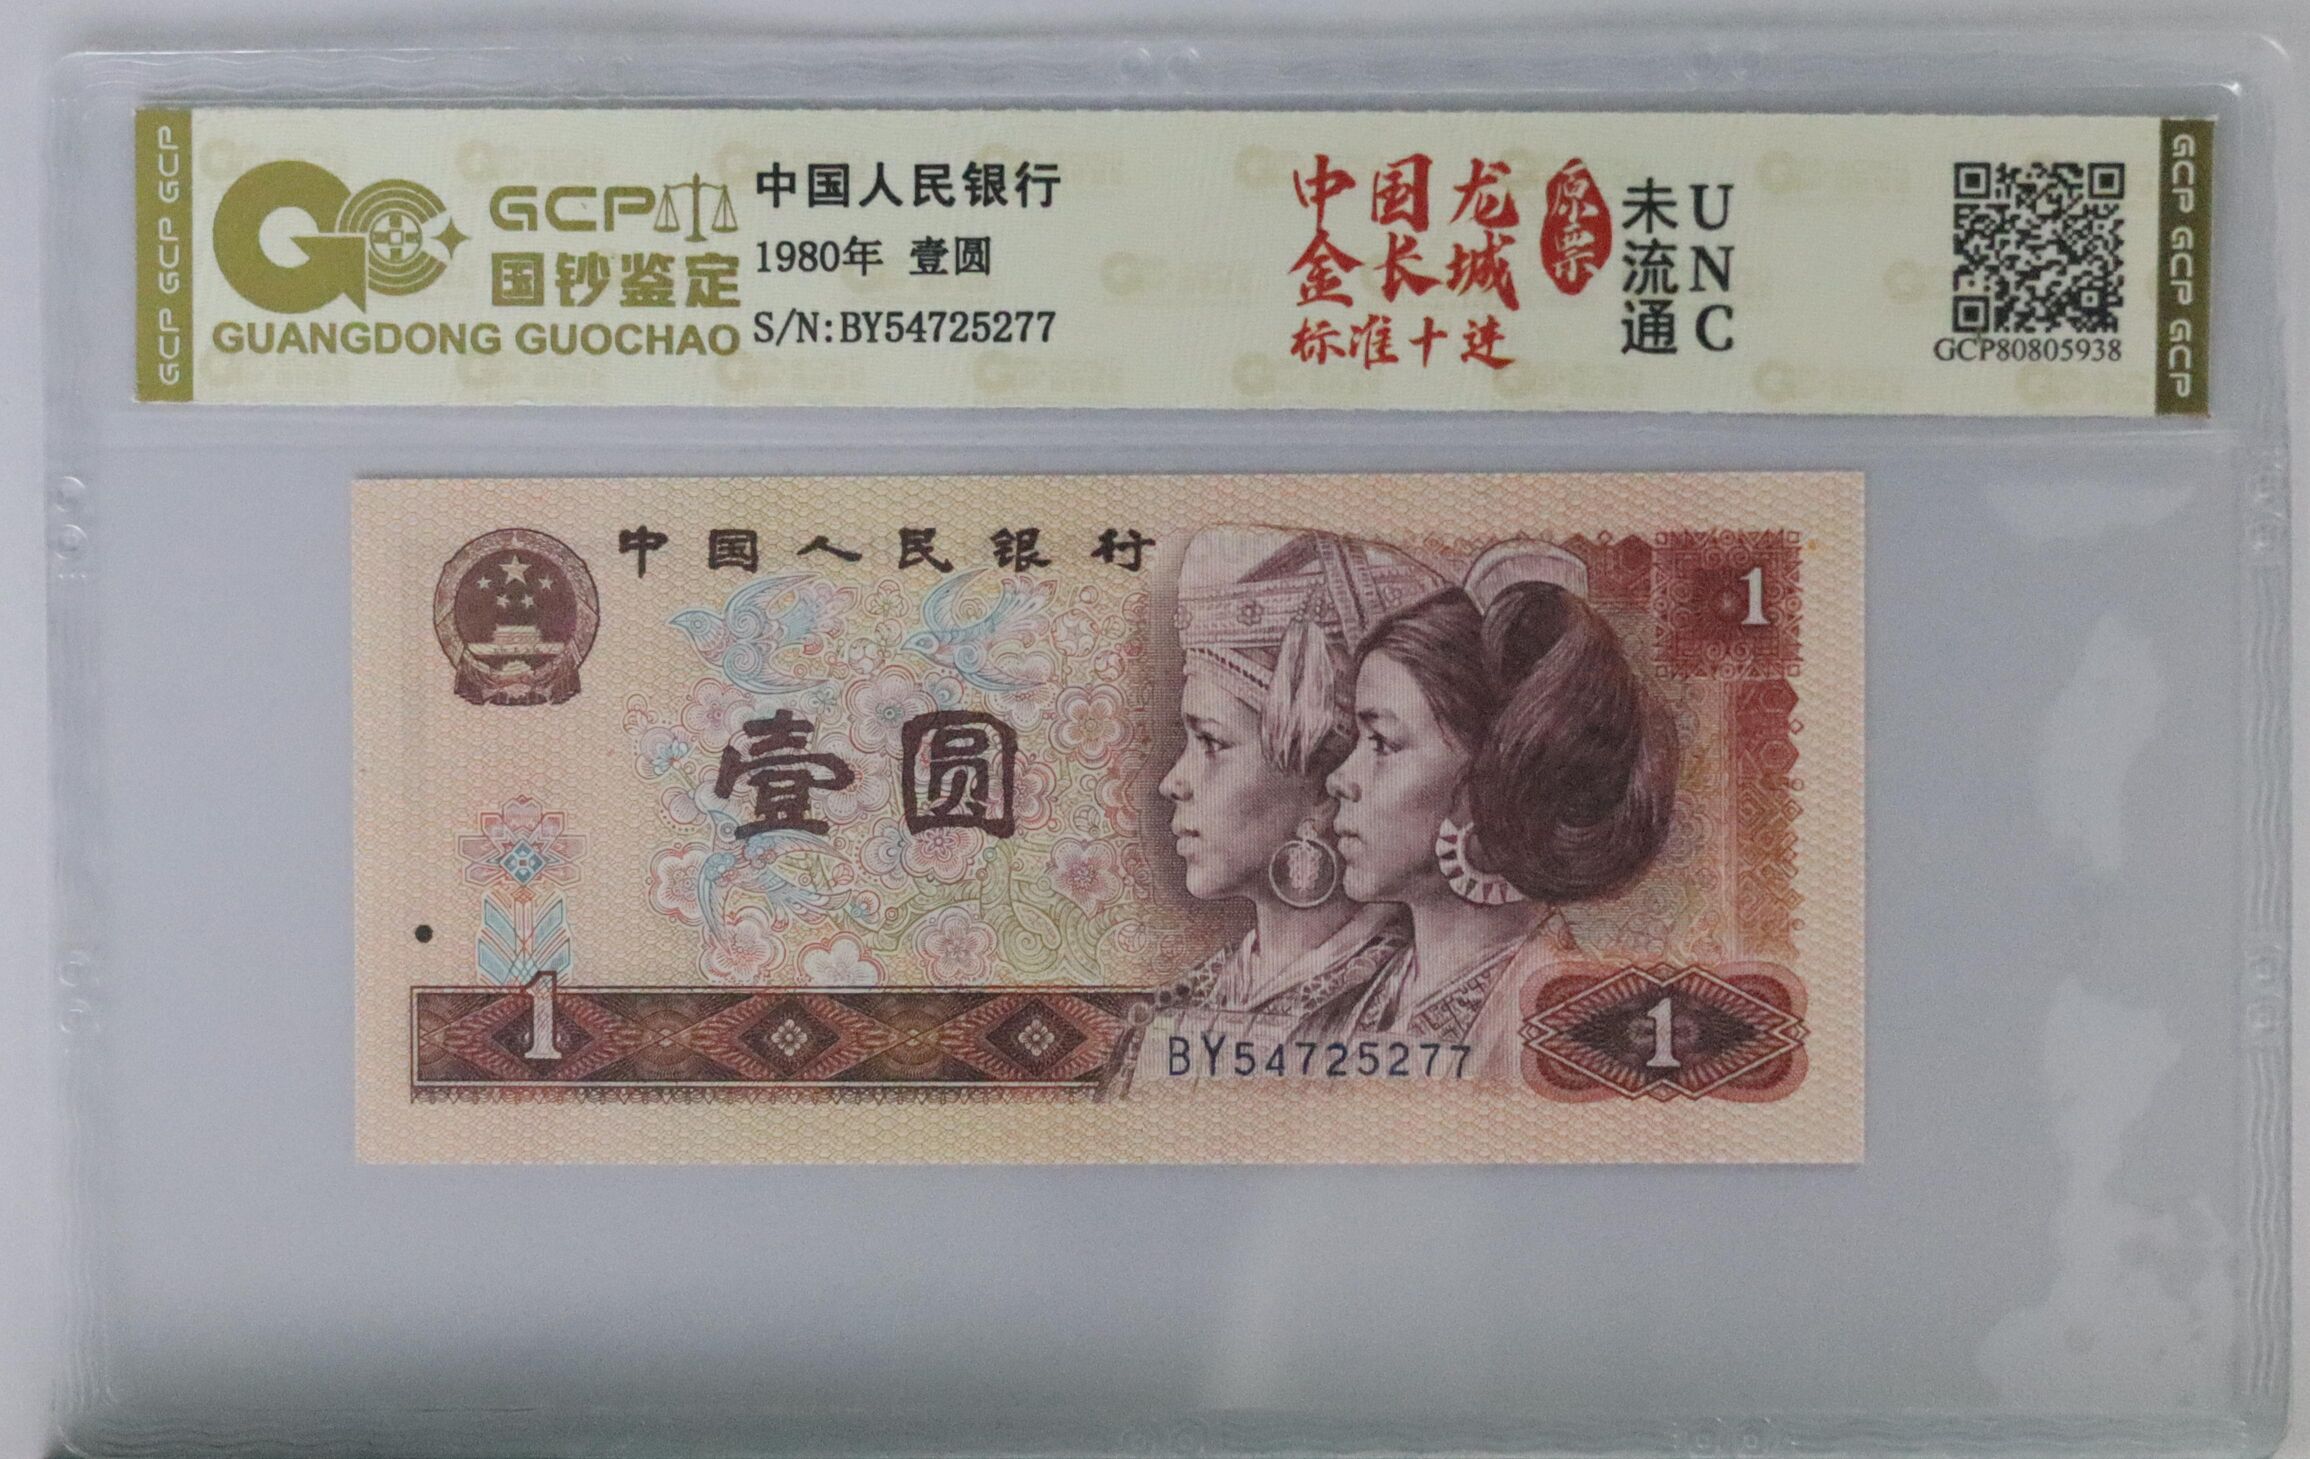 GCP GCP GCP
GCP
国钞鉴定
GUANGDONG GUOCHAO
中国人民银行
1980年 壹圆
S/N:BY54725277
中国龙
金长城
标准十进
原票
未流通
UNC
GCP80805938
GCP GCP GCP
中国人民银行
1
壹圆
1
BY54725277
1